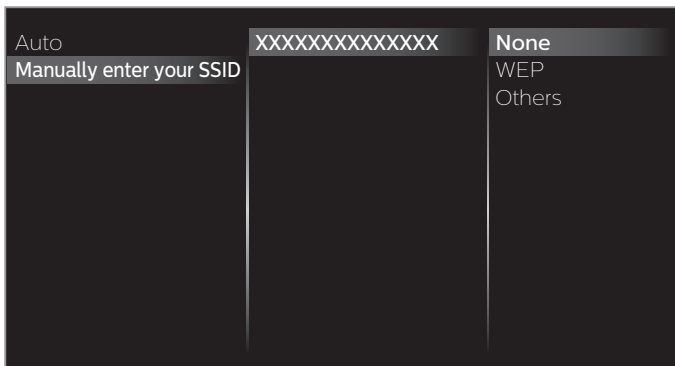 Auto
Manually enter your SSID
XXXXXXXXXXXXXX
None
WEP
Others